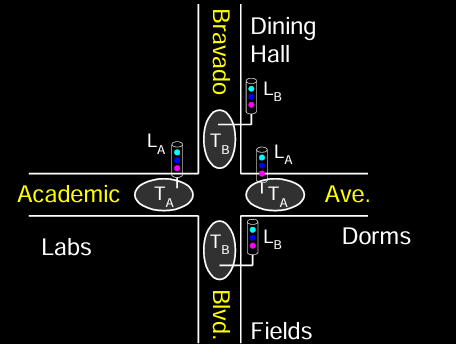 Bravado
Dining
Hall
L_B
T_B
L_A
L_A
Academic
T_A
T_A
Ave.
Labs
T_B
L_B
Dorms
Blvd.
Fields